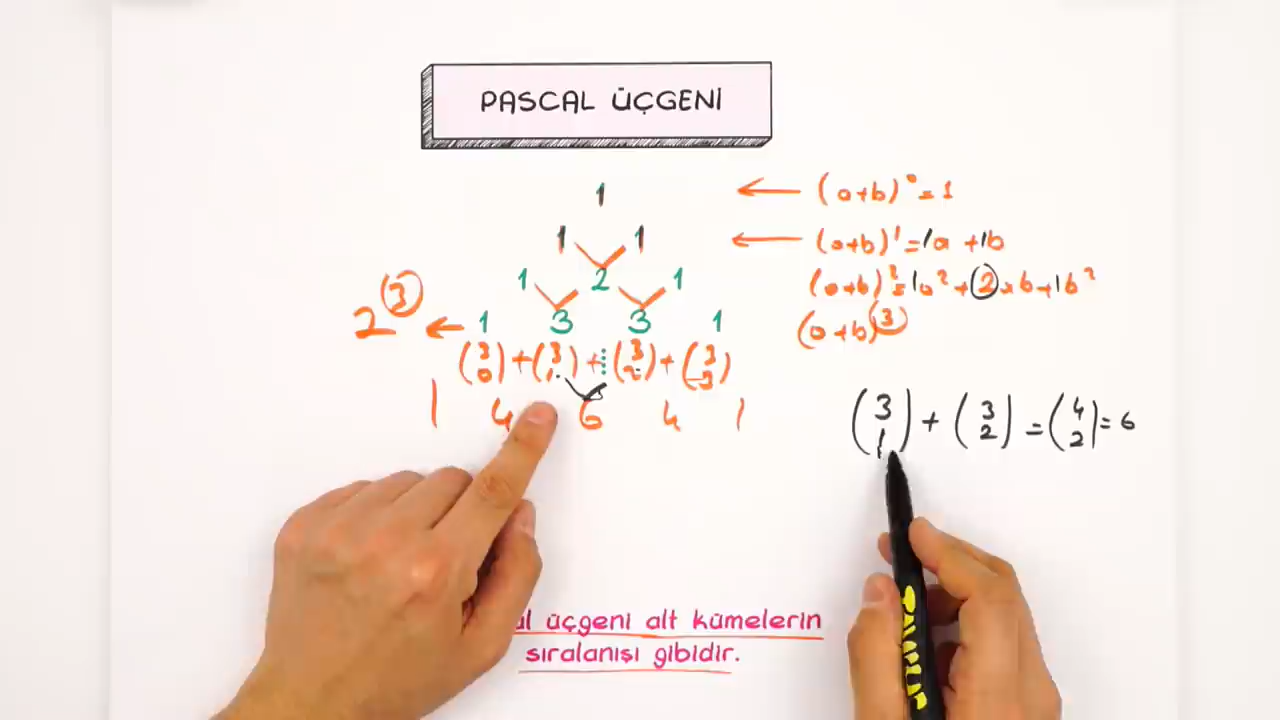 PASCAL ÜÇGENİ
1 ← (a+b)⁰ = 1
1 1 ← (a+b)¹ = 1a + 1b
1 2 1 (a+b)² = 1a² + 2ab + 1b²
2³ ← 1 3 3 1 (a+b)³
(3 0) + (3 1) + (3 2) + (3 3)
1 4 6 4 1
(3 1) + (3 2) = (4 2) = 6
üçgeni alt kümelerin
sıralanışı gibidir.